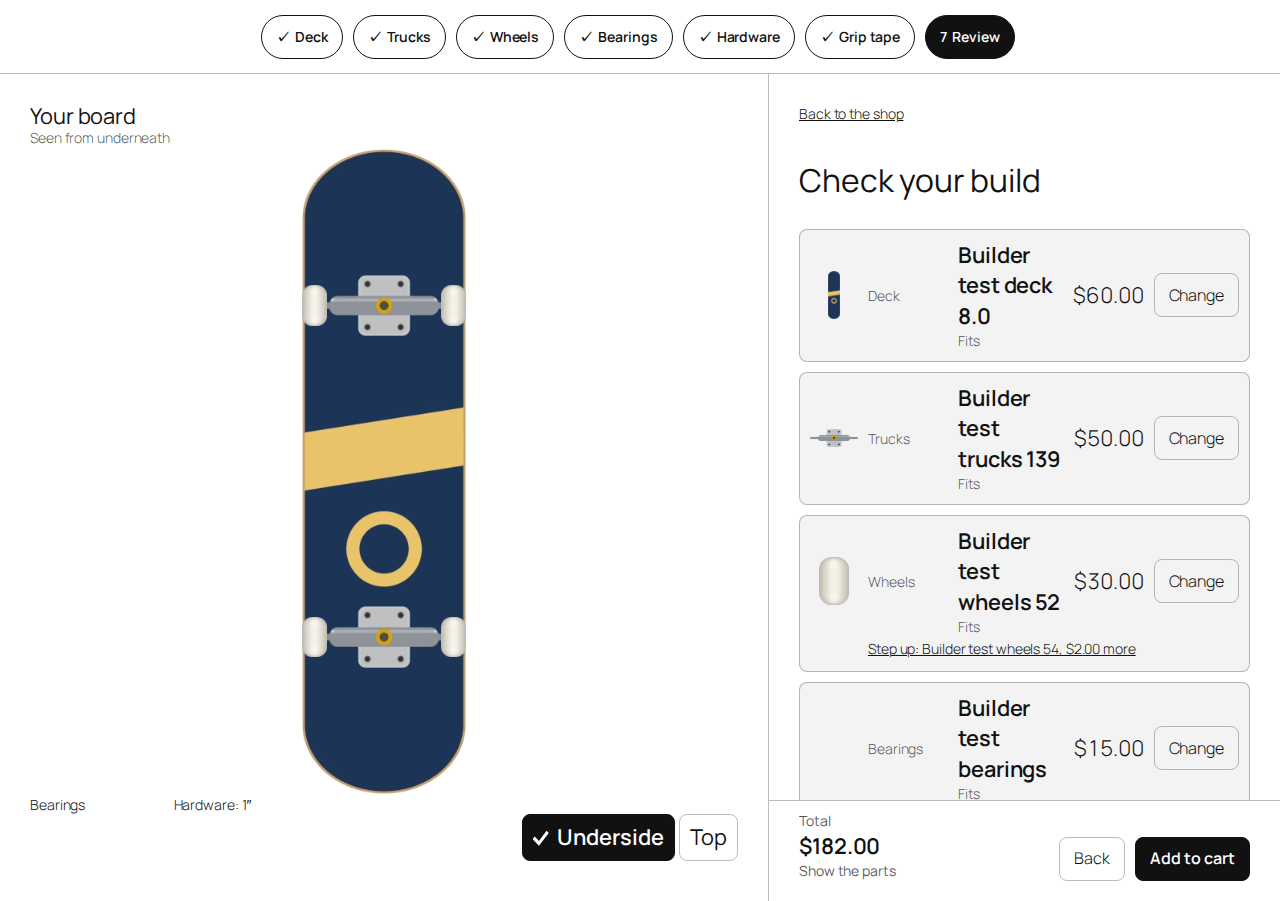 ✓ Deck
✓ Trucks
✓ Wheels
✓ Bearings
✓ Hardware
✓ Grip tape
7 Review
Your board
Seen from underneath
Bearings
Hardware: 1″
✓ Underside
Top
Back to the shop
Check your build
Deck
Builder
test deck
8.0
Fits
$60.00
Change
Trucks
Builder
test
trucks 139
Fits
$50.00
Change
Wheels
Builder
test
wheels 52
Fits
$30.00
Change
Step up: Builder test wheels 54, $2.00 more
Bearings
Builder
test
bearings
Fits
$15.00
Change
Total
$182.00
Show the parts
Back
Add to cart